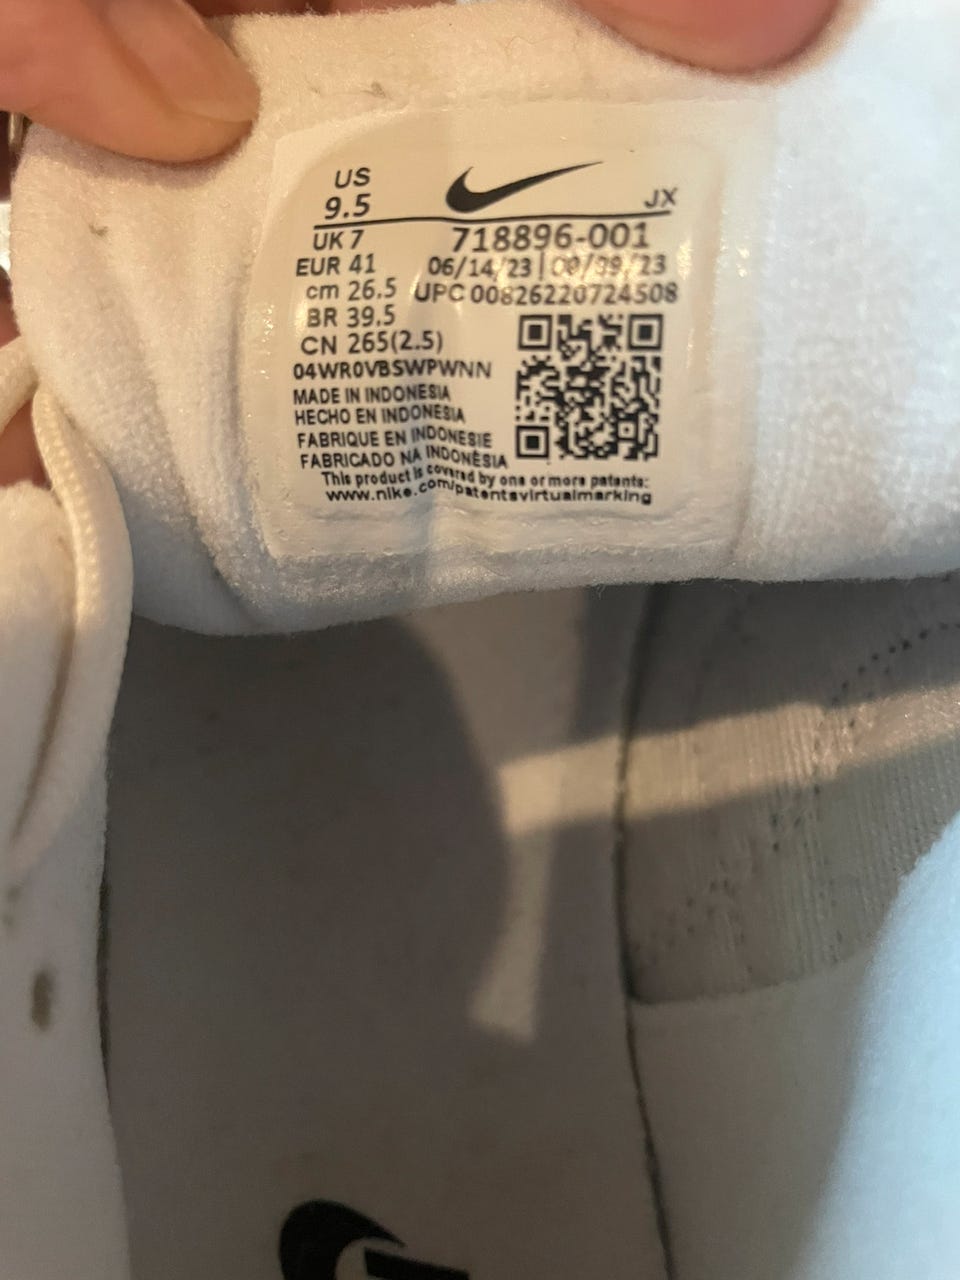 US
9.5
JX
UK 7
718896-001
EUR 41
06/14/23 | /23
cm 26.5
UPC 00826220724508
BR 39.5
CN 265(2.5)
04WR0VBSWPWNN
MADE IN INDONESIA
HECHO EN INDONESIA
FABRIQUE EN INDONESIE
FABRICADO NA INDONÉSIA
This product is covered by one or more patents:
www.nike.com/patentsvirtualmarking